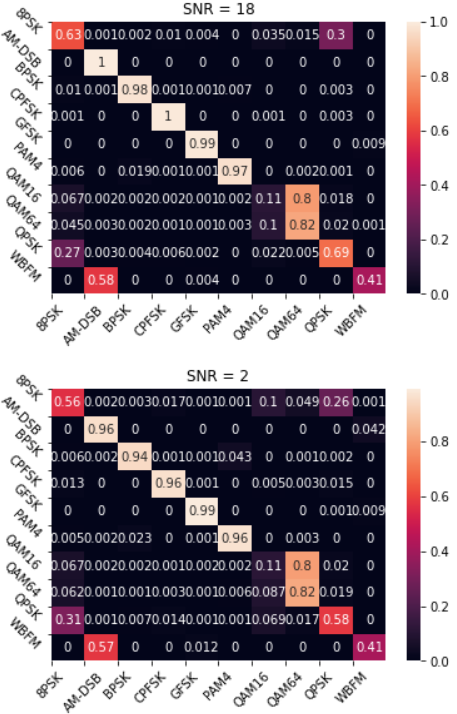 SNR = 18
8PSK 0.63 0.001 0.002 0.01 0.004 0 0.035 0.015 0.3 0
AM-DSB 0 1 0 0 0 0 0 0 0 0
BPSK 0.01 0.001 0.98 0.001 0.001 0.007 0 0 0.003 0
CPFSK 0.001 0 0 1 0 0 0.001 0 0.003 0
GFSK 0 0 0 0 0.99 0 0 0 0 0.009
PAM4 0.006 0 0.019 0.001 0.001 0.97 0 0.002 0.001 0
QAM16 0.067 0.002 0.002 0.002 0.001 0.002 0.11 0.8 0.018 0
QAM64 0.045 0.003 0.002 0.002 0.001 0.003 0.1 0.82 0.02 0.001
QPSK 0.27 0.003 0.004 0.006 0.002 0 0.022 0.005 0.69 0
WBFM 0 0.58 0 0 0.004 0 0 0 0 0.41
8PSK AM-DSB BPSK CPFSK GFSK PAM4 QAM16 QAM64 QPSK WBFM
1.0
0.8
0.6
0.4
0.2
0.0
SNR = 2
8PSK 0.56 0.002 0.003 0.017 0.001 0.001 0.1 0.049 0.26 0.001
AM-DSB 0 0.96 0 0 0 0 0 0 0 0.042
BPSK 0.006 0.002 0.94 0.001 0.001 0.043 0 0.001 0.002 0
CPFSK 0.013 0 0 0.96 0.001 0 0.005 0.003 0.015 0
GFSK 0 0 0 0 0.99 0 0 0 0.001 0.009
PAM4 0.005 0.002 0.023 0 0.001 0.96 0 0.003 0 0
QAM16 0.067 0.002 0.002 0.001 0.002 0.002 0.11 0.8 0.02 0
QAM64 0.062 0.001 0.001 0.003 0.001 0.006 0.087 0.82 0.019 0
QPSK 0.31 0.001 0.007 0.014 0.001 0.001 0.069 0.017 0.58 0
WBFM 0 0.57 0 0 0.012 0 0 0 0 0.41
8PSK AM-DSB BPSK CPFSK GFSK PAM4 QAM16 QAM64 QPSK WBFM
0.8
0.6
0.4
0.2
0.0